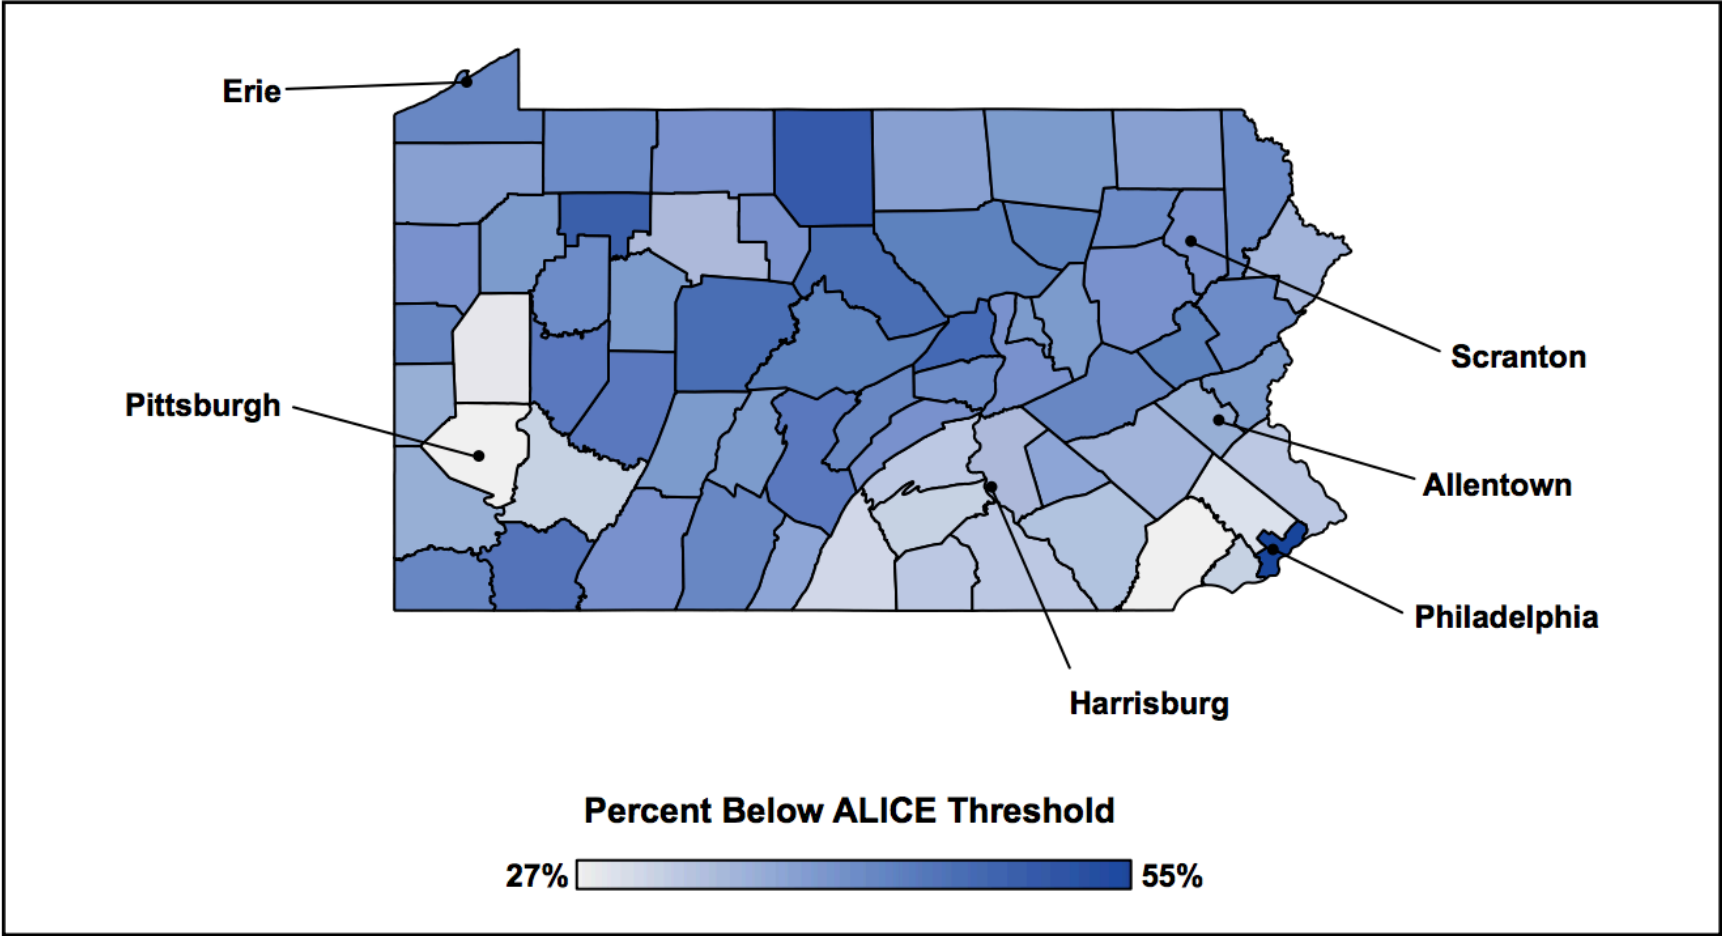 Erie
Scranton
Pittsburgh
Allentown
Philadelphia
Harrisburg
Percent Below ALICE Threshold
27% 55%